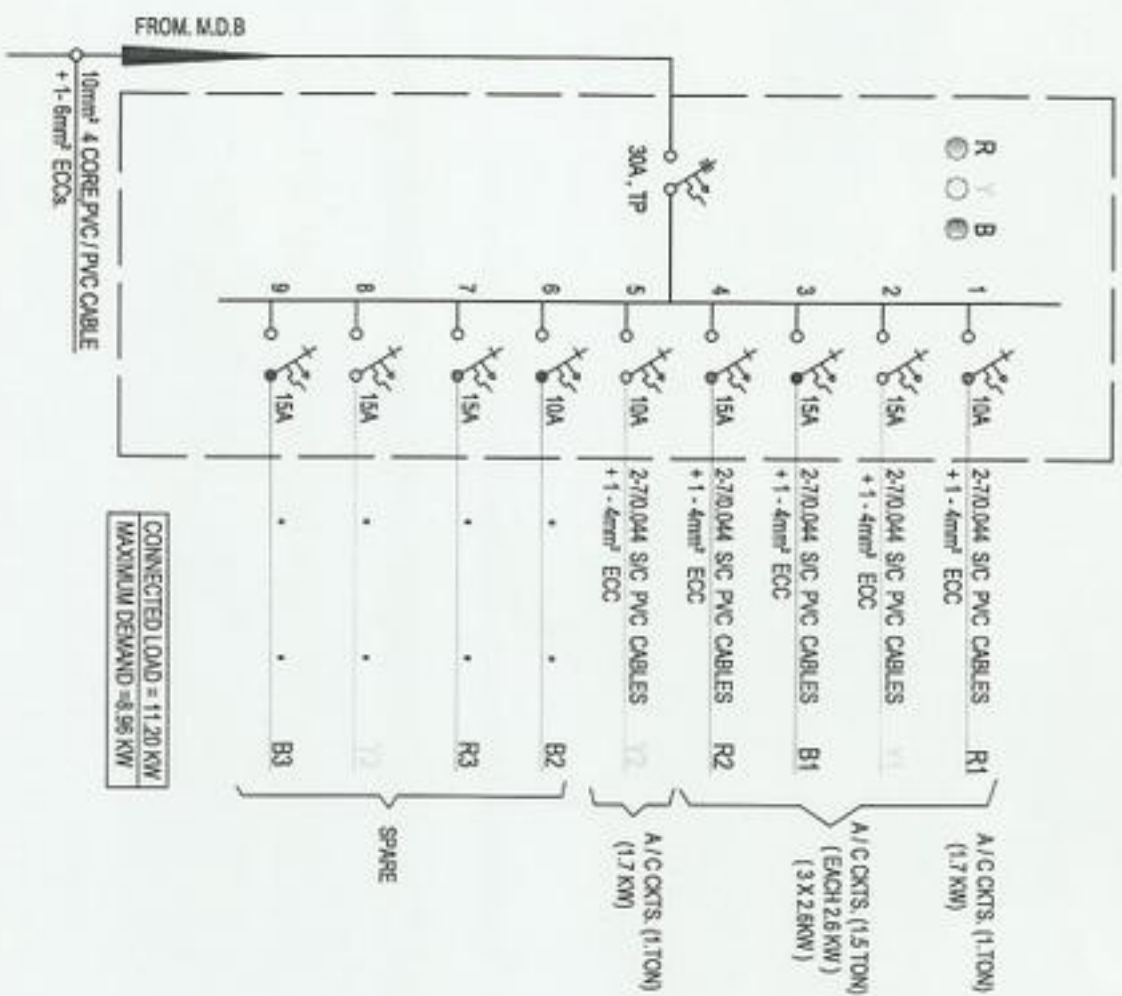 FROM. M.D.B
10mm² 4 CORE,PVC / PVC CABLE
+ 1- 6mm² ECCs.
R Y B
30A , TP
1
10A
2-7/0.044 S/C PVC CABLES
+ 1 - 4mm² ECC
R1
A / C CKTS. (1.TON)
(1.7 KW)
2
15A
2-7/0.044 S/C PVC CABLES
+ 1 - 4mm² ECC
Y1
3
15A
2-7/0.044 S/C PVC CABLES
+ 1 - 4mm² ECC
B1
A / C CKTS. (1.5 TON)
( EACH 2.6 KW )
( 3 X 2.6KW )
4
15A
2-7/0.044 S/C PVC CABLES
+ 1 - 4mm² ECC
R2
5
10A
2-7/0.044 S/C PVC CABLES
+ 1 - 4mm² ECC
Y2
A / C CKTS. (1.TON)
(1.7 KW)
6
10A
B2
7
15A
R3
8
15A
9
15A
B3
SPARE
CONNECTED LOAD = 11.20 KW
MAXIMUM DEMAND =8.96 KW